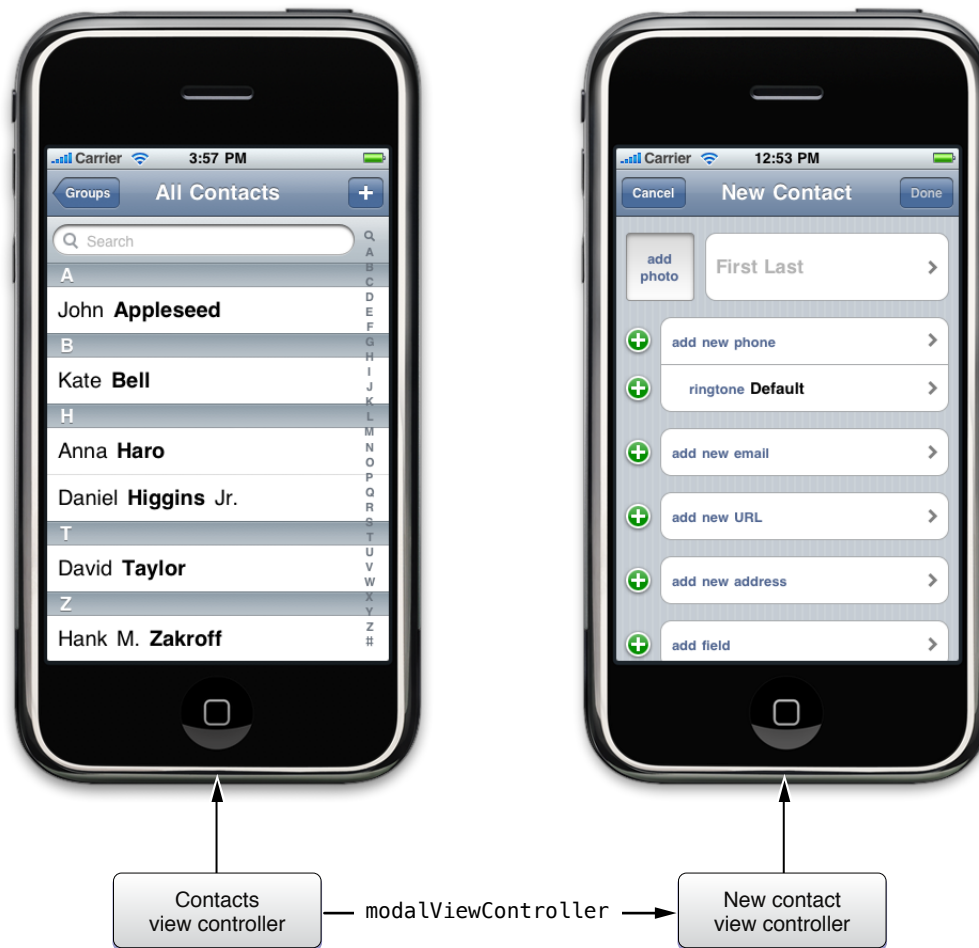 Carrier 3:57 PM
Groups All Contacts +
Search
A
John Appleseed
B
Kate Bell
H
Anna Haro
Daniel Higgins Jr.
T
David Taylor
Z
Hank M. Zakroff
A
B
C
D
E
F
G
H
I
J
K
L
M
N
O
P
Q
R
S
T
U
V
W
X
Y
Z
#
Carrier 12:53 PM
Cancel New Contact Done
add
photo
First Last
add new phone
ringtone Default
add new email
add new URL
add new address
add field
Contacts
view controller
modalViewController
New contact
view controller